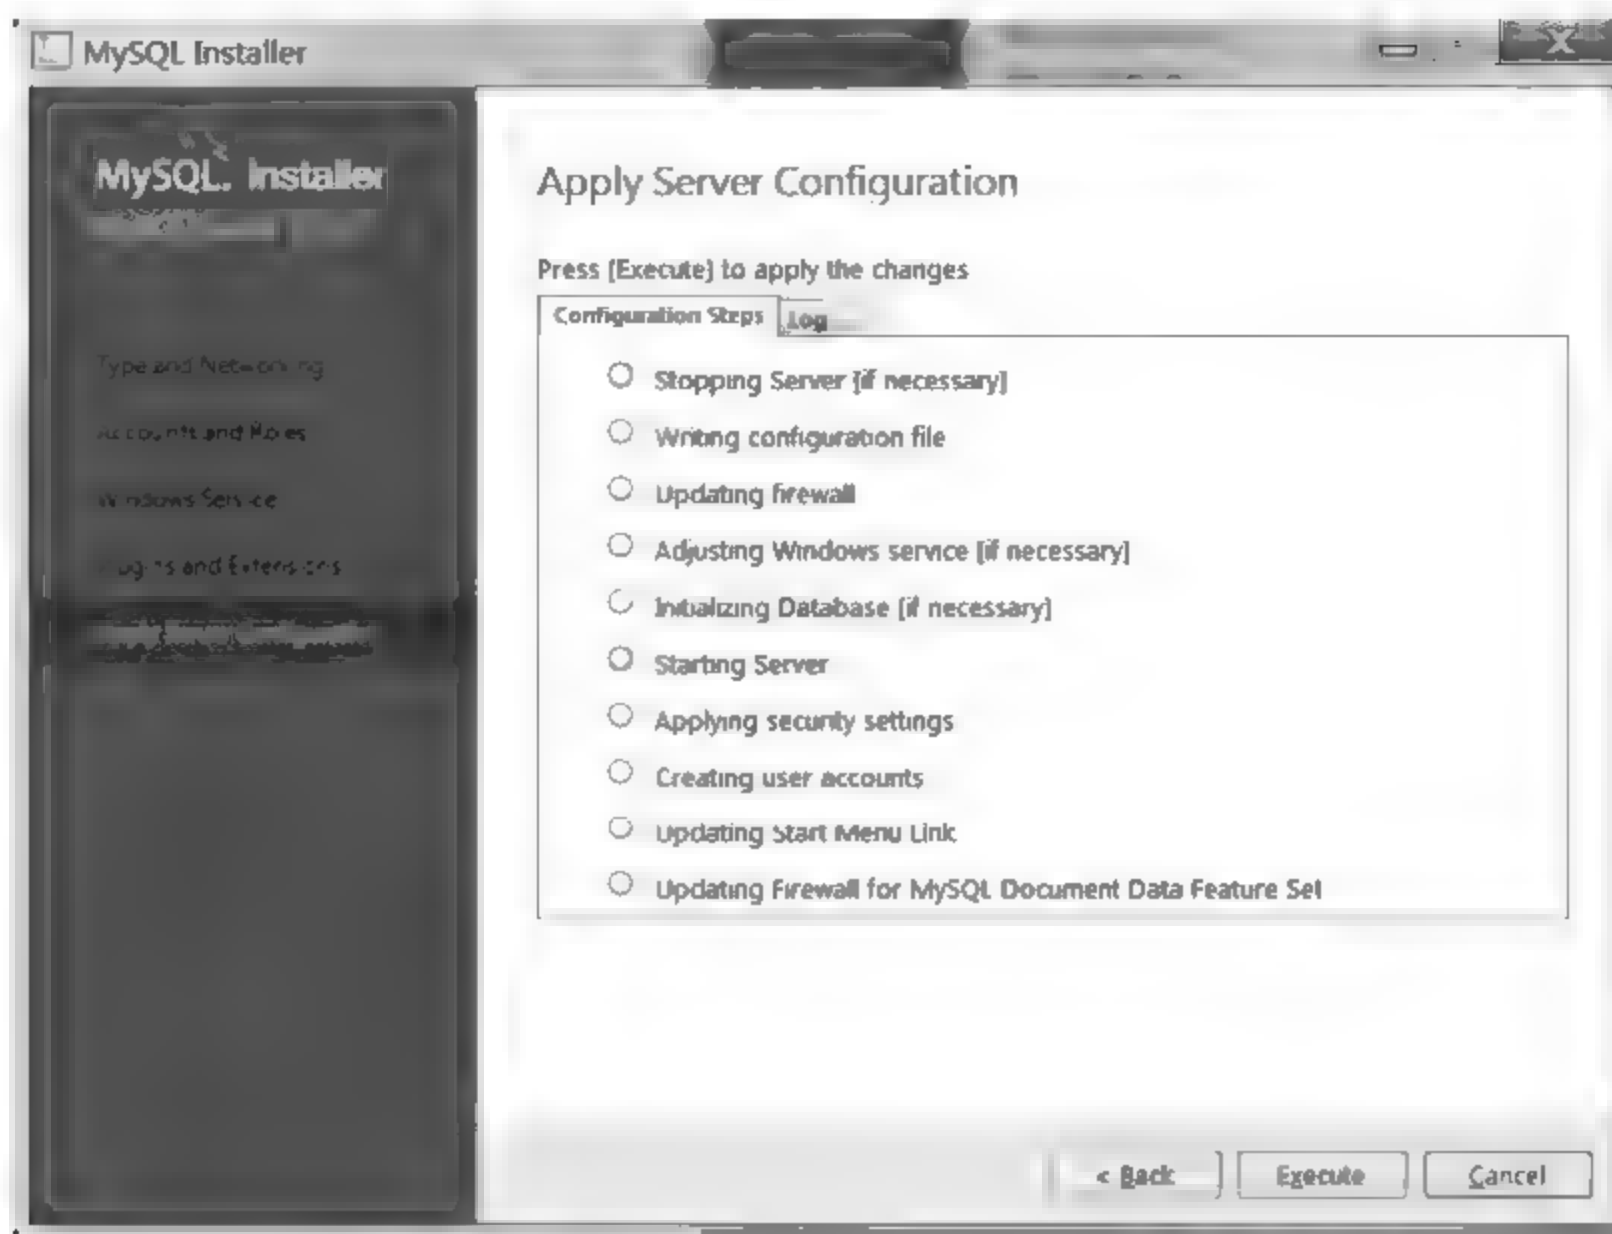 MySQL Installer
MySQL. Installer
Type and Networking
Accounts and Roles
Windows Service
Plugins and Extensions
Apply Server Configuration
Press [Execute] to apply the changes
Configuration Steps
Log
Stopping Server [if necessary]
Writing configuration file
Updating firewall
Adjusting Windows service [if necessary]
Initializing Database [if necessary]
Starting Server
Applying security settings
Creating user accounts
Updating Start Menu Link
Updating Firewall for MySQL Document Data Feature Set
< Back
Execute
Cancel